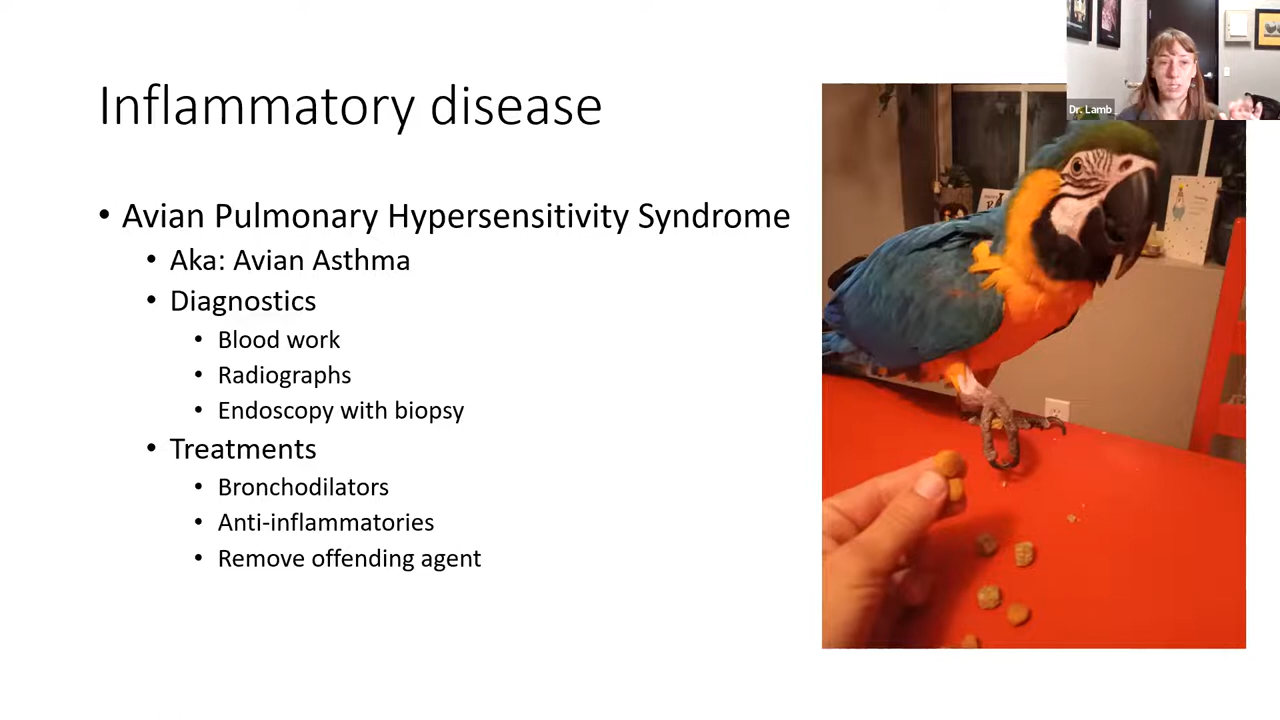 Inflammatory disease
Dr. Lamb
• Avian Pulmonary Hypersensitivity Syndrome
• Aka: Avian Asthma
• Diagnostics
• Blood work
• Radiographs
• Endoscopy with biopsy
• Treatments
• Bronchodilators
• Anti-inflammatories
• Remove offending agent